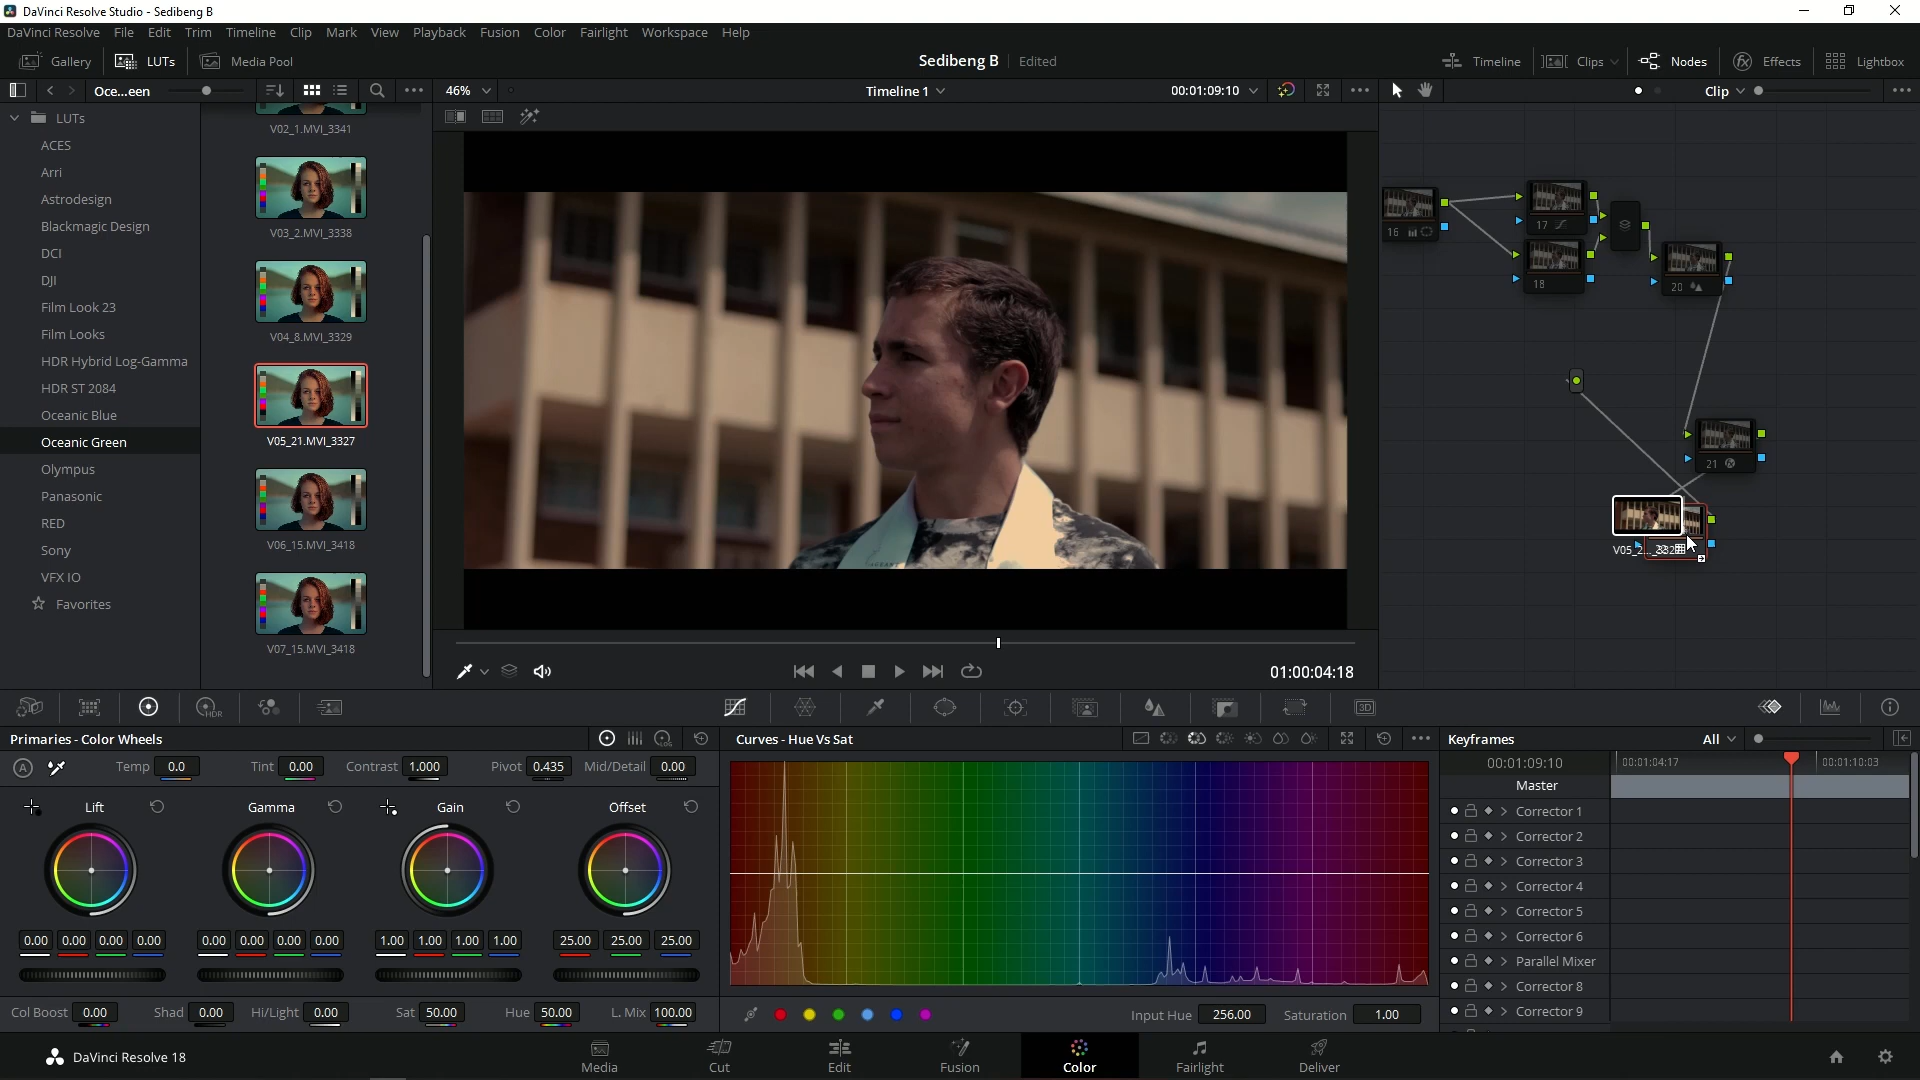 DaVinci Resolve Studio - Sedibeng B
DaVinci Resolve File Edit Trim Timeline Clip Mark View Playback Fusion Color Fairlight Workspace Help
Gallery LUTs Media Pool Sedibeng B Edited Timeline Clips Nodes Effects Lightbox
Oce...een 46% Timeline 1 00:01:09:10 Clip
LUTs
ACES
Arri
Astrodesign
Blackmagic Design
DCI
DJI
Film Look 23
Film Looks
HDR Hybrid Log-Gamma
HDR ST 2084
Oceanic Blue
Oceanic Green
Olympus
Panasonic
RED
Sony
VFX IO
Favorites
V02_1.MVI_3341
V03_2.MVI_3338
V04_8.MVI_3329
V05_21.MVI_3327
V06_15.MVI_3418
V07_15.MVI_3418
16
17
18
20
21
01:00:04:18
HDR
3D
Primaries - Color Wheels
LOG
A Temp 0.0 Tint 0.00 Contrast 1.000 Pivot 0.435 Mid/Detail 0.00
Lift Gamma Gain Offset
0.00 0.00 0.00 0.00 0.00 0.00 0.00 0.00 1.00 1.00 1.00 1.00 25.00 25.00 25.00
Col Boost 0.00 Shad 0.00 Hi/Light 0.00 Sat 50.00 Hue 50.00 L. Mix 100.00
Curves - Hue Vs Sat
Input Hue 256.00 Saturation 1.00
Keyframes All
00:01:09:10 00:01:04:17 00:01:10:03
Master
Corrector 1
Corrector 2
Corrector 3
Corrector 4
Corrector 5
Corrector 6
Parallel Mixer
Corrector 8
Corrector 9
DaVinci Resolve 18
Media Cut Edit Fusion Color Fairlight Deliver